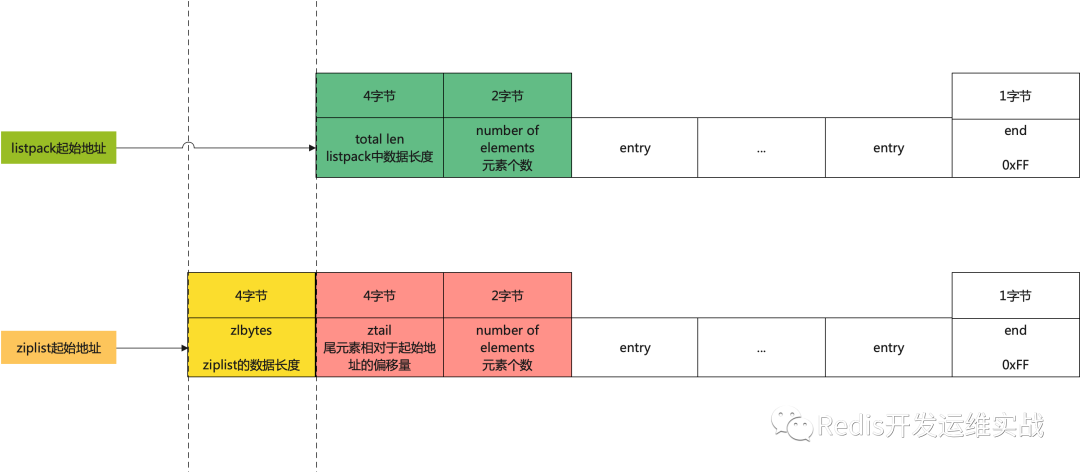 4字节
2字节
1字节
listpack起始地址
total len
listpack中数据长度
number of
elements
元素个数
entry
...
entry
end
0xFF
4字节
4字节
2字节
1字节
ziplist起始地址
zlbytes
ziplist的数据长度
ztail
尾元素相对于起始地
址的偏移量
number of
elements
元素个数
entry
...
entry
end
0xFF
Redis开发运维实战